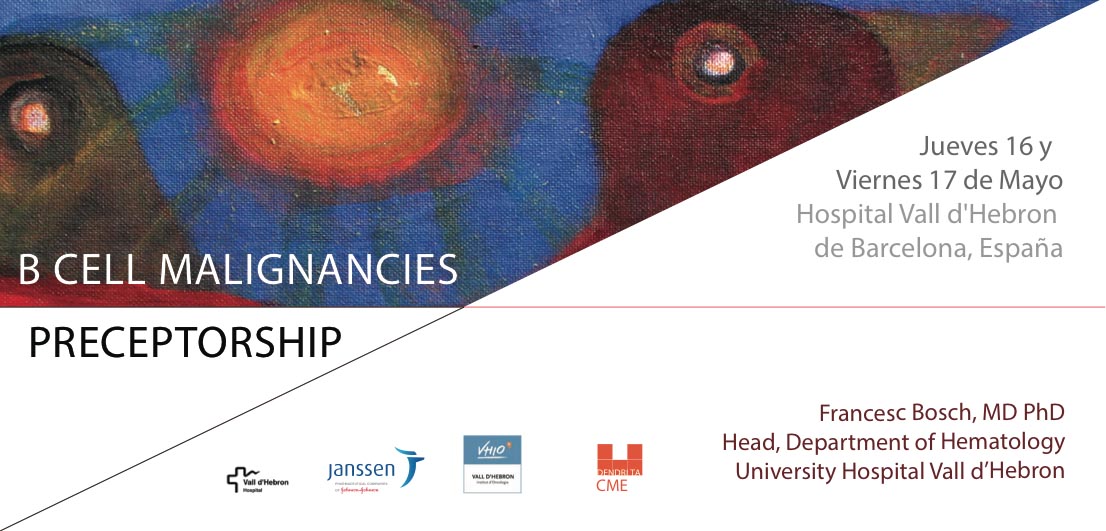 Jueves 16 y
Viernes 17 de Mayo
Hospital Vall d'Hebron
de Barcelona, España
B CELL MALIGNANCIES
PRECEPTORSHIP
Francesc Bosch, MD PhD
Head, Department of Hematology
University Hospital Vall d’Hebron
Vall d'Hebron
Hospital
janssen
PHARMACEUTICAL COMPANIES
OF Johnson & Johnson
VHIO
VALL D'HEBRON
Institut d'Oncologia
DENDRITA
CME